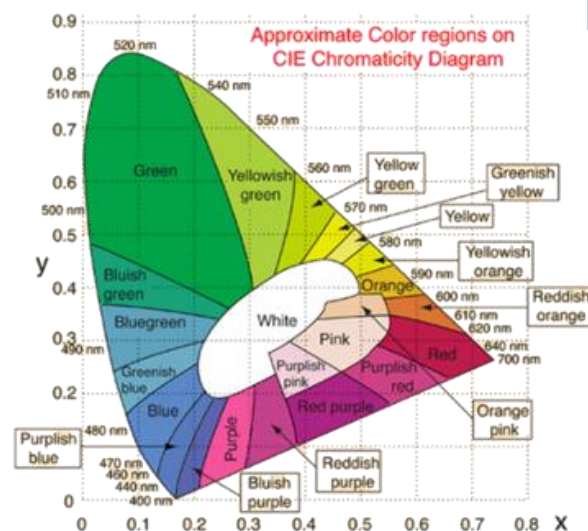 Approximate Color regions on
CIE Chromaticity Diagram
0.9
0.8
0.7
0.6
0.5
y
0.4
0.3
0.2
0.1
0
0
0.1
0.2
0.3
0.4
0.5
0.6
0.7
0.8
x
520 nm
510 nm
540 nm
550 nm
560 nm
570 nm
580 nm
590 nm
600 nm
610 nm
620 nm
640 nm
700 nm
500 nm
490 nm
480 nm
470 nm
460 nm
440 nm
400 nm
Green
Yellowish
green
Yellow
green
Greenish
yellow
Yellow
Yellowish
orange
Orange
Reddish
orange
Bluish
green
Bluegreen
White
Pink
Greenish
blue
Purplish
pink
Purplish
red
Red
Blue
Red purple
Orange
pink
Purplish
blue
Purple
Reddish
purple
Bluish
purple